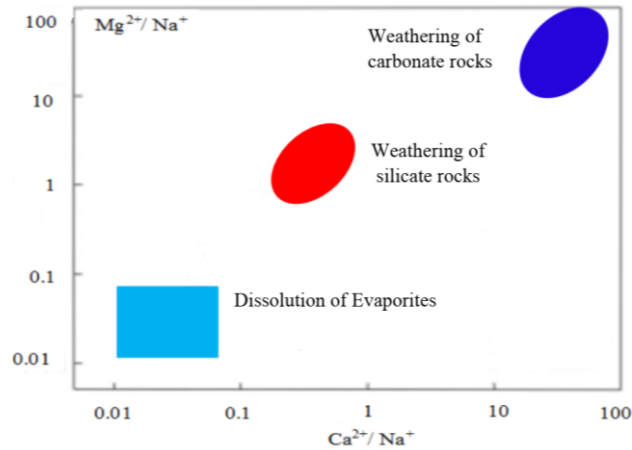 100
Mg²⁺/ Na⁺
Weathering of
carbonate rocks
10
Weathering of
silicate rocks
1
0.1
Dissolution of Evaporites
0.01
0.01
0.1
1
10
100
Ca²⁺/ Na⁺